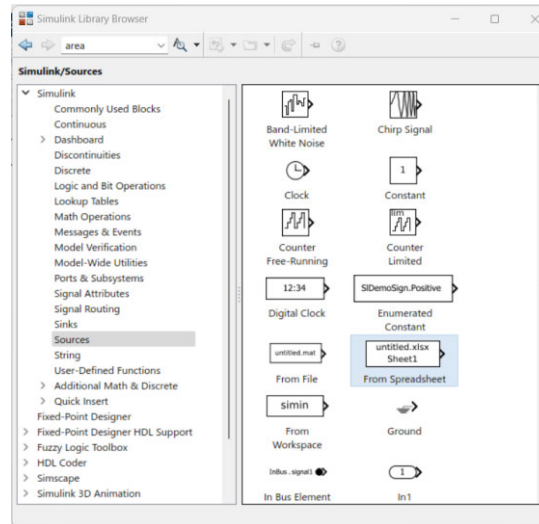 Simulink Library Browser
area
Simulink/Sources
Simulink
Commonly Used Blocks
Continuous
Dashboard
Discontinuities
Discrete
Logic and Bit Operations
Lookup Tables
Math Operations
Messages & Events
Model Verification
Model-Wide Utilities
Ports & Subsystems
Signal Attributes
Signal Routing
Sinks
Sources
String
User-Defined Functions
Additional Math & Discrete
Quick Insert
Fixed-Point Designer
Fixed-Point Designer HDL Support
Fuzzy Logic Toolbox
HDL Coder
Simscape
Simulink 3D Animation
Band-Limited
White Noise
Chirp Signal
Clock
1
Constant
Counter
Free-Running
lim
Counter
Limited
12:34
Digital Clock
SlDemoSign.Positive
Enumerated
Constant
untitled.mat
From File
untitled.xlsx
Sheet1
From Spreadsheet
simin
From
Workspace
Ground
InBus.signal1
In Bus Element
1
In1